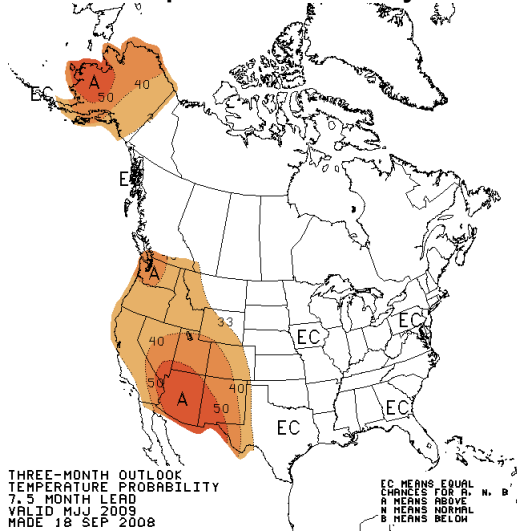 A
40
50
EC
3
E
A
33
40
EC
EC
50
40
A
50
EC
EC
THREE-MONTH OUTLOOK
TEMPERATURE PROBABILITY
7.5 MONTH LEAD
VALID MJJ 2009
MADE 18 SEP 2008
EC MEANS EQUAL
CHANCES FOR A, N, B
A MEANS ABOVE
N MEANS NORMAL
B MEANS BELOW